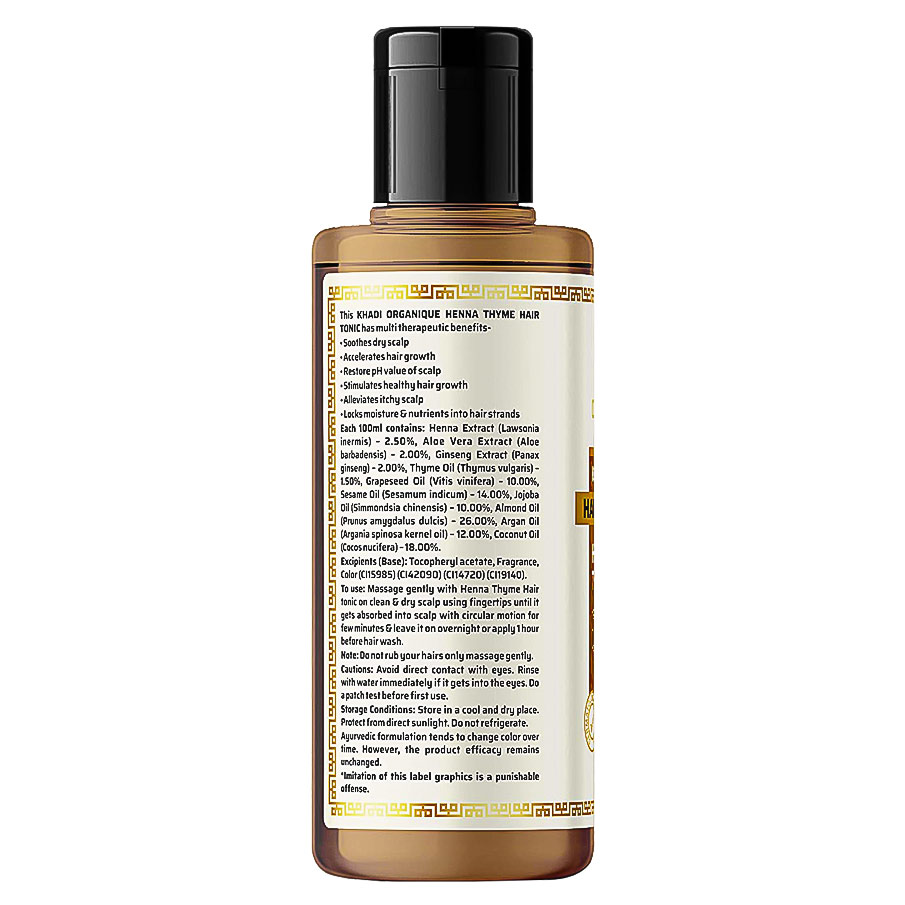 This KHADI ORGANIQUE HENNA THYME HAIR
TONIC has multi therapeutic benefits-
•Soothes dry scalp
•Accelerates hair growth
•Restore pH value of scalp
•Stimulates healthy hair growth
•Alleviates itchy scalp
•Locks moisture & nutrients into hair strands
Each 100ml contains: Henna Extract (Lawsonia
inermis) – 2.50%, Aloe Vera Extract (Aloe
barbadensis) – 2.00%, Ginseng Extract (Panax
ginseng) – 2.00%, Thyme Oil (Thymus vulgaris) –
1.50%, Grapeseed Oil (Vitis vinifera) – 10.00%,
Sesame Oil (Sesamum indicum) – 14.00%, Jojoba
Oil (Simmondsia chinensis) – 10.00%, Almond Oil
(Prunus amygdalus dulcis) – 26.00%, Argan Oil
(Argania spinosa kernel oil) – 12.00%, Coconut Oil
(Cocos nucifera) – 18.00%.
Excipients (Base): Tocopheryl acetate, Fragrance,
Color (CI15985) (CI42090) (CI14720) (CI19140).
To use: Massage gently with Henna Thyme Hair
tonic on clean & dry scalp using fingertips until it
gets absorbed into scalp with circular motion for
few minutes & leave it on overnight or apply 1 hour
before hair wash.
Note: Do not rub your hairs only massage gently.
Cautions: Avoid direct contact with eyes. Rinse
with water immediately if it gets into the eyes. Do
a patch test before first use.
Storage Conditions: Store in a cool and dry place.
Protect from direct sunlight. Do not refrigerate.
Ayurvedic formulation tends to change color over
time. However, the product efficacy remains
unchanged.
*Imitation of this label graphics is a punishable
offense.
HA